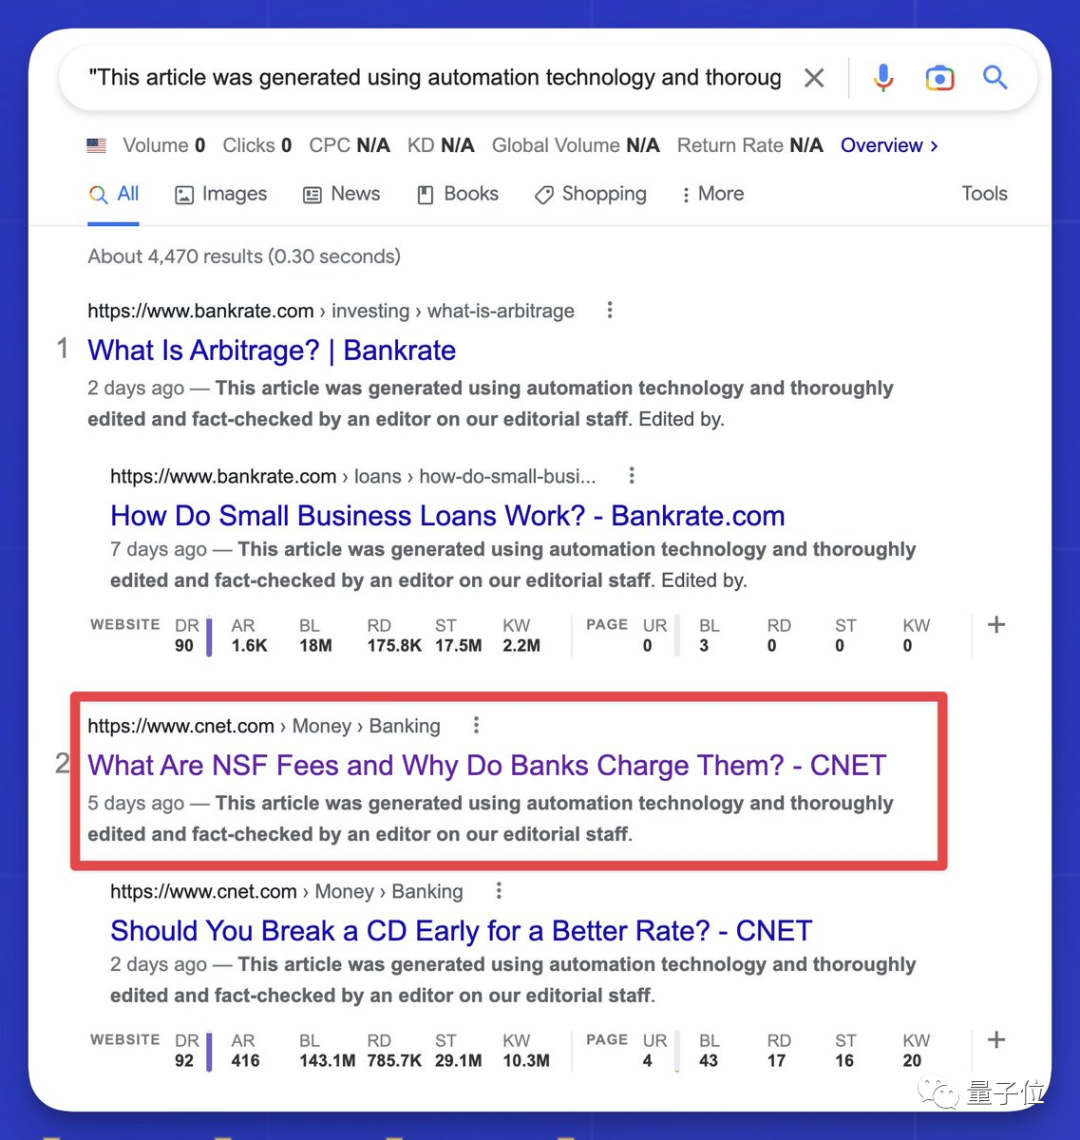 "This article was generated using automation technology and thoroug
Volume 0 Clicks 0 CPC N/A KD N/A Global Volume N/A Return Rate N/A Overview ›
All Images News Books Shopping More Tools
About 4,470 results (0.30 seconds)
https://www.bankrate.com › investing › what-is-arbitrage
1 What Is Arbitrage? | Bankrate
2 days ago — This article was generated using automation technology and thoroughly
edited and fact-checked by an editor on our editorial staff. Edited by.
https://www.bankrate.com › loans › how-do-small-busi...
How Do Small Business Loans Work? - Bankrate.com
7 days ago — This article was generated using automation technology and thoroughly
edited and fact-checked by an editor on our editorial staff. Edited by.
WEBSITE DR AR BL RD ST KW PAGE UR BL RD ST KW
90 1.6K 18M 175.8K 17.5M 2.2M 0 3 0 0 0
https://www.cnet.com › Money › Banking
2 What Are NSF Fees and Why Do Banks Charge Them? - CNET
5 days ago — This article was generated using automation technology and thoroughly
edited and fact-checked by an editor on our editorial staff.
https://www.cnet.com › Money › Banking
Should You Break a CD Early for a Better Rate? - CNET
2 days ago — This article was generated using automation technology and thoroughly
edited and fact-checked by an editor on our editorial staff.
WEBSITE DR AR BL RD ST KW PAGE UR BL RD ST KW
92 416 143.1M 785.7K 29.1M 10.3M 4 43 17 16 20
量子位